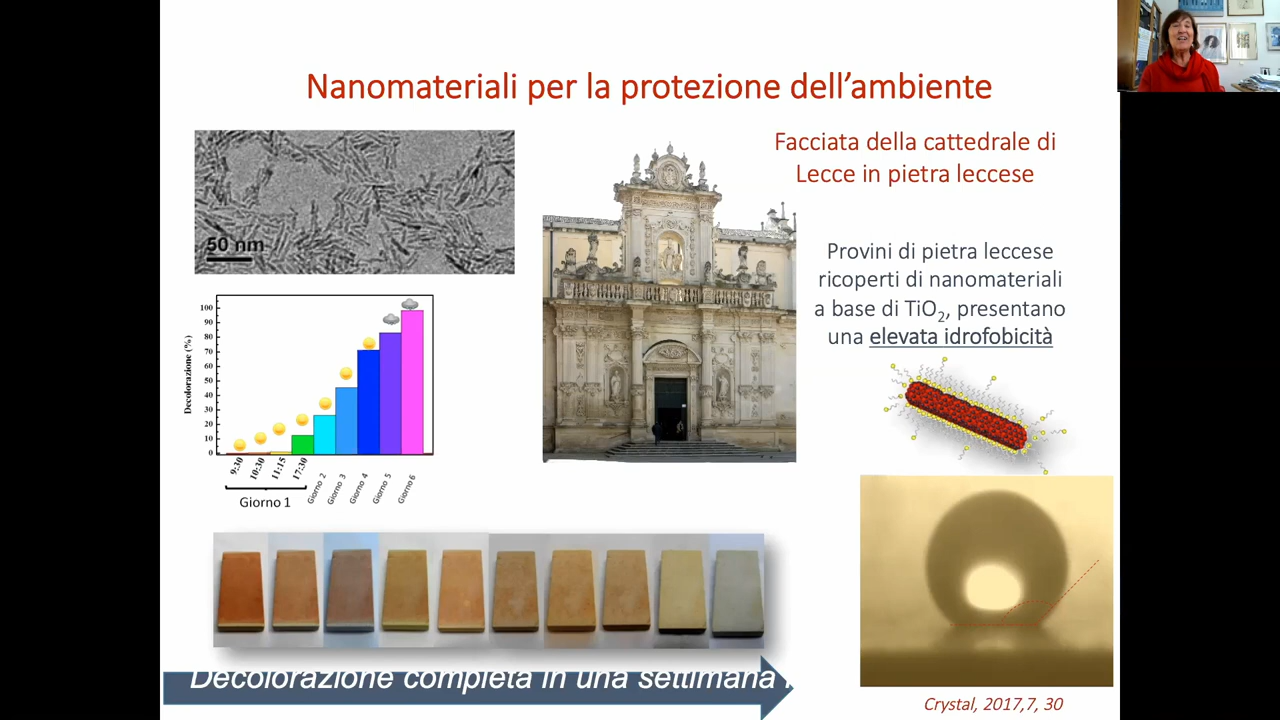 Nanomateriali per la protezione dell’ambiente
50 nm
Facciata della cattedrale di
Lecce in pietra leccese
Provini di pietra leccese
ricoperti di nanomateriali
a base di TiO2, presentano
una elevata idrofobicità
Decolorazione (%)
100
90
80
70
60
50
40
30
20
10
0
9:30
10:30
11:15
17:30
Giorno 2
Giorno 3
Giorno 4
Giorno 5
Giorno 6
Giorno 1
Decolorazione completa in una settimana
Crystal, 2017,7, 30